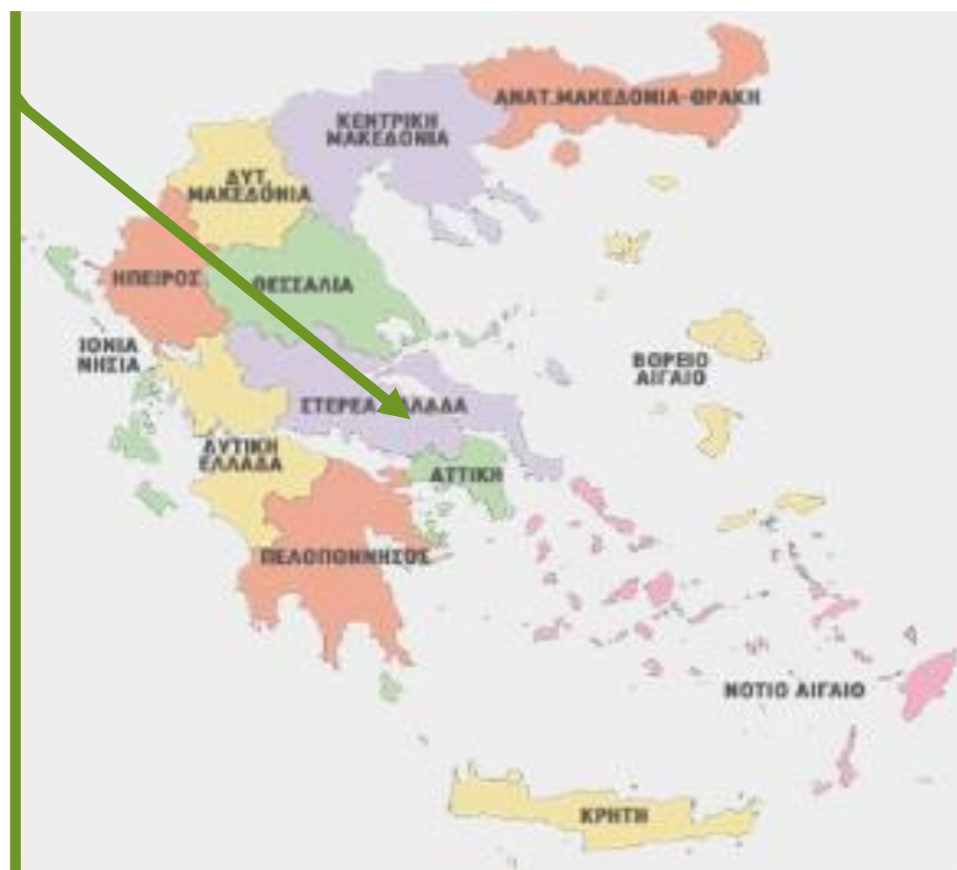 ΑΝΑΤ.ΜΑΚΕΔΟΝΙΑ-ΘΡΑΚΗ
ΚΕΝΤΡΙΚΗ
ΜΑΚΕΔΟΝΙΑ
ΔΥΤ.
ΜΑΚΕΔΟΝΙΑ
ΗΠΕΙΡΟΣ
ΘΕΣΣΑΛΙΑ
ΙΟΝΙΑ
ΝΗΣΙΑ
ΒΟΡΕΙΟ
ΑΙΓΑΙΟ
ΣΤΕΡΕΑ
ΔΥΤΙΚΗ
ΕΛΛΑΔΑ
ΑΤΤΙΚΗ
ΠΕΛΟΠΟΝΝΗΣΟΣ
ΝΟΤΙΟ ΑΙΓΑΙΟ
ΚΡΗΤΗ